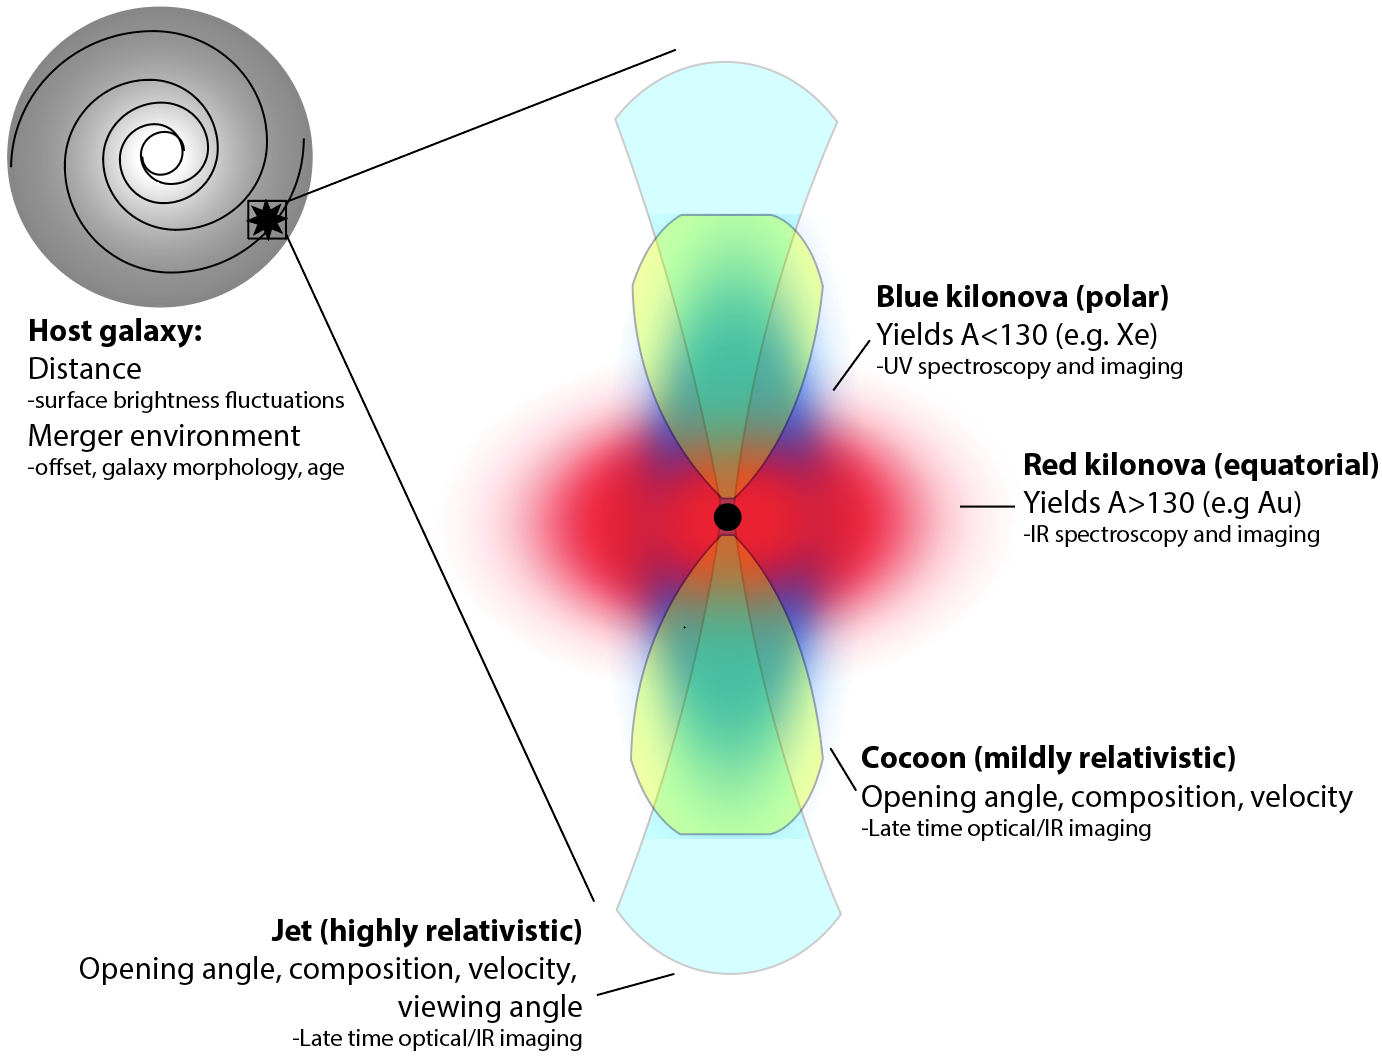 Host galaxy:
Distance
-surface brightness fluctuations
Merger environment
-offset, galaxy morphology, age
Blue kilonova (polar)
Yields A<130 (e.g. Xe)
-UV spectroscopy and imaging
Red kilonova (equatorial)
Yields A>130 (e.g Au)
-IR spectroscopy and imaging
Cocoon (mildly relativistic)
Opening angle, composition, velocity
-Late time optical/IR imaging
Jet (highly relativistic)
Opening angle, composition, velocity,
viewing angle
-Late time optical/IR imaging